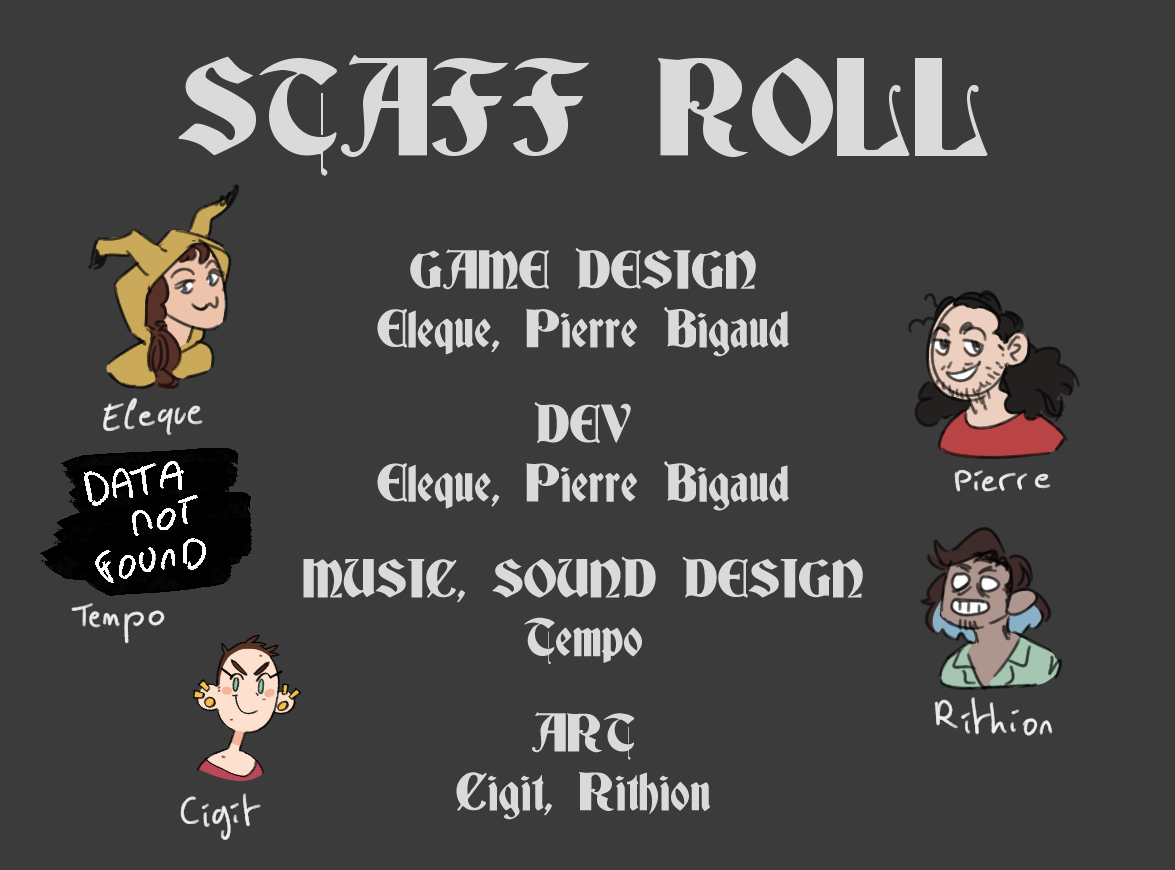 STAFF ROLL
GAME DESIGN
Eleque, Pierre Bigaud
DEV
Eleque, Pierre Bigaud
MUSIC, SOUND DESIGN
Tempo
ART
Cigit, Rithion
Eleque
DATA
noT
FOUnD
Tempo
Cigit
Pierre
Rithion